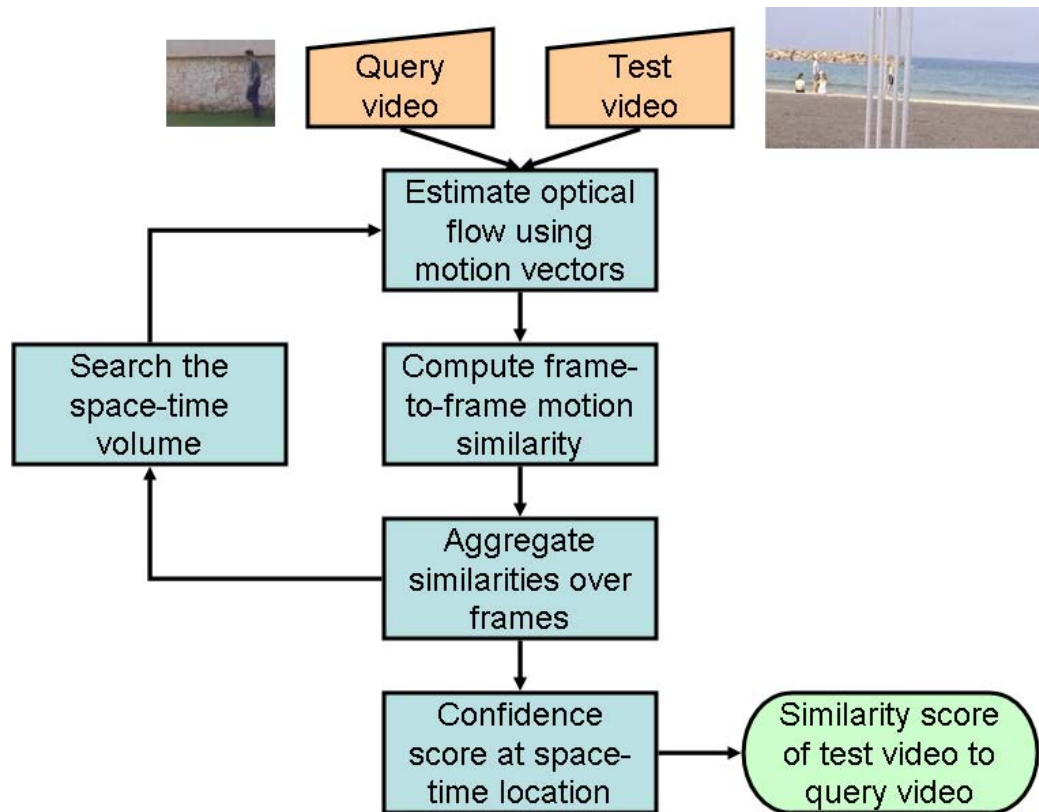 Query
video
Test
video
Estimate optical
flow using
motion vectors
Search the
space-time
volume
Compute frame-
to-frame motion
similarity
Aggregate
similarities over
frames
Confidence
score at space-
time location
Similarity score
of test video to
query video